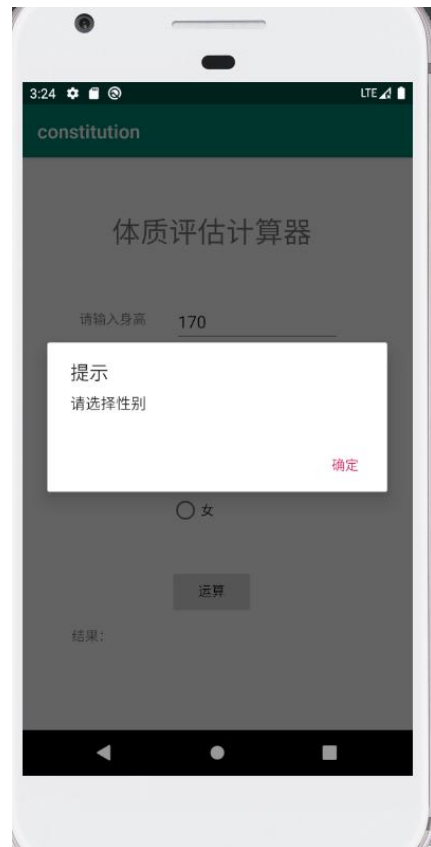 3:24 LTE
constitution
体质评估计算器
请输入身高 170
提示
请选择性别
确定
女
运算
结果：